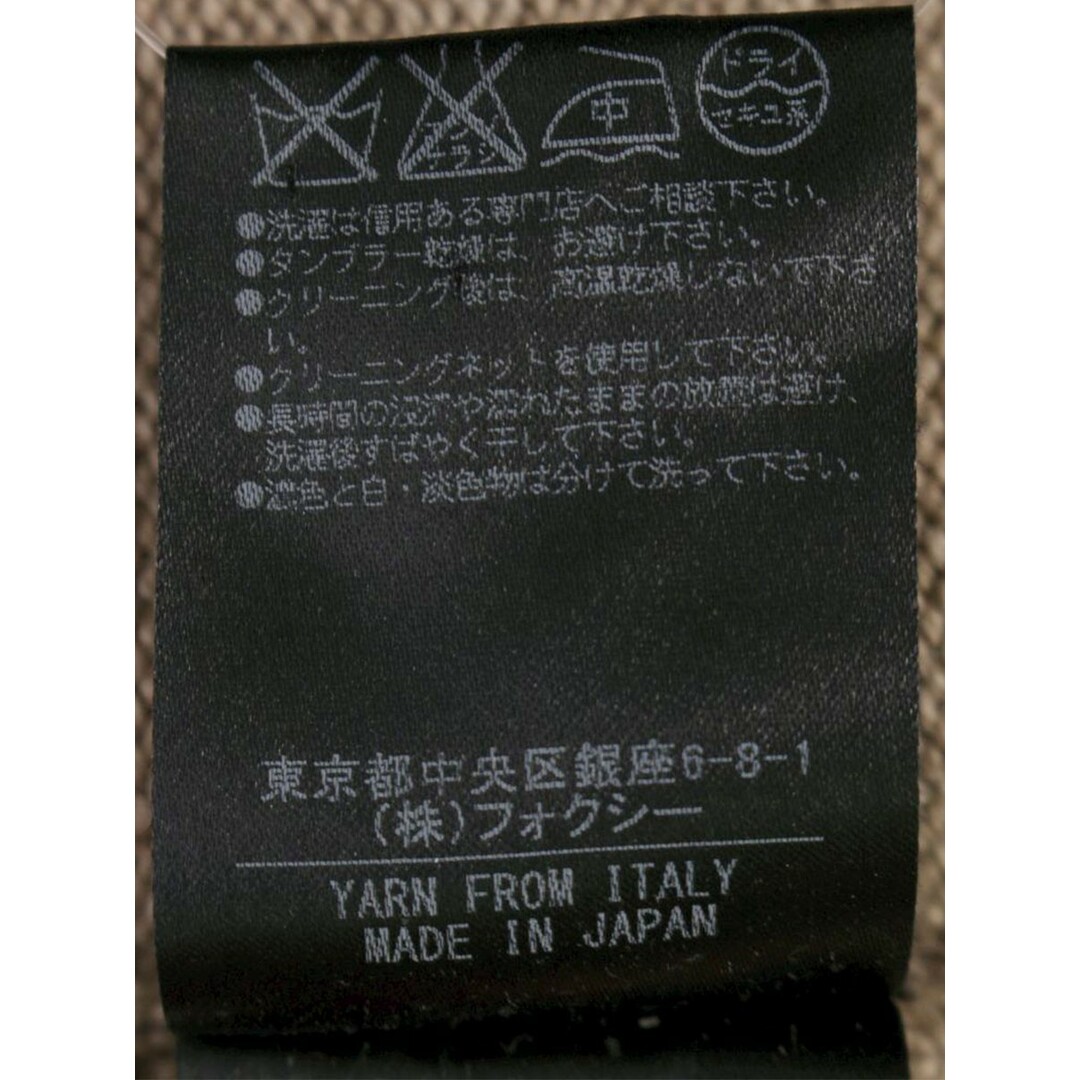 エンソ
サラシ
中
ドライ
セキユ系
●洗濯は信用ある専門店へご相談下さい。
●タンブラー乾燥は、お避け下さい。
●クリーニング後は、高温乾燥しないで下さ
い。
●クリーニングネットを使用して下さい。
●長時間の浸漬や濡れたままの放置は避け、
洗濯後すばやく干して下さい。
●濃色と白・淡色物は分けて洗って下さい。
東京都中央区銀座6-8-1
(株)フォクシー
YARN FROM ITALY
MADE IN JAPAN